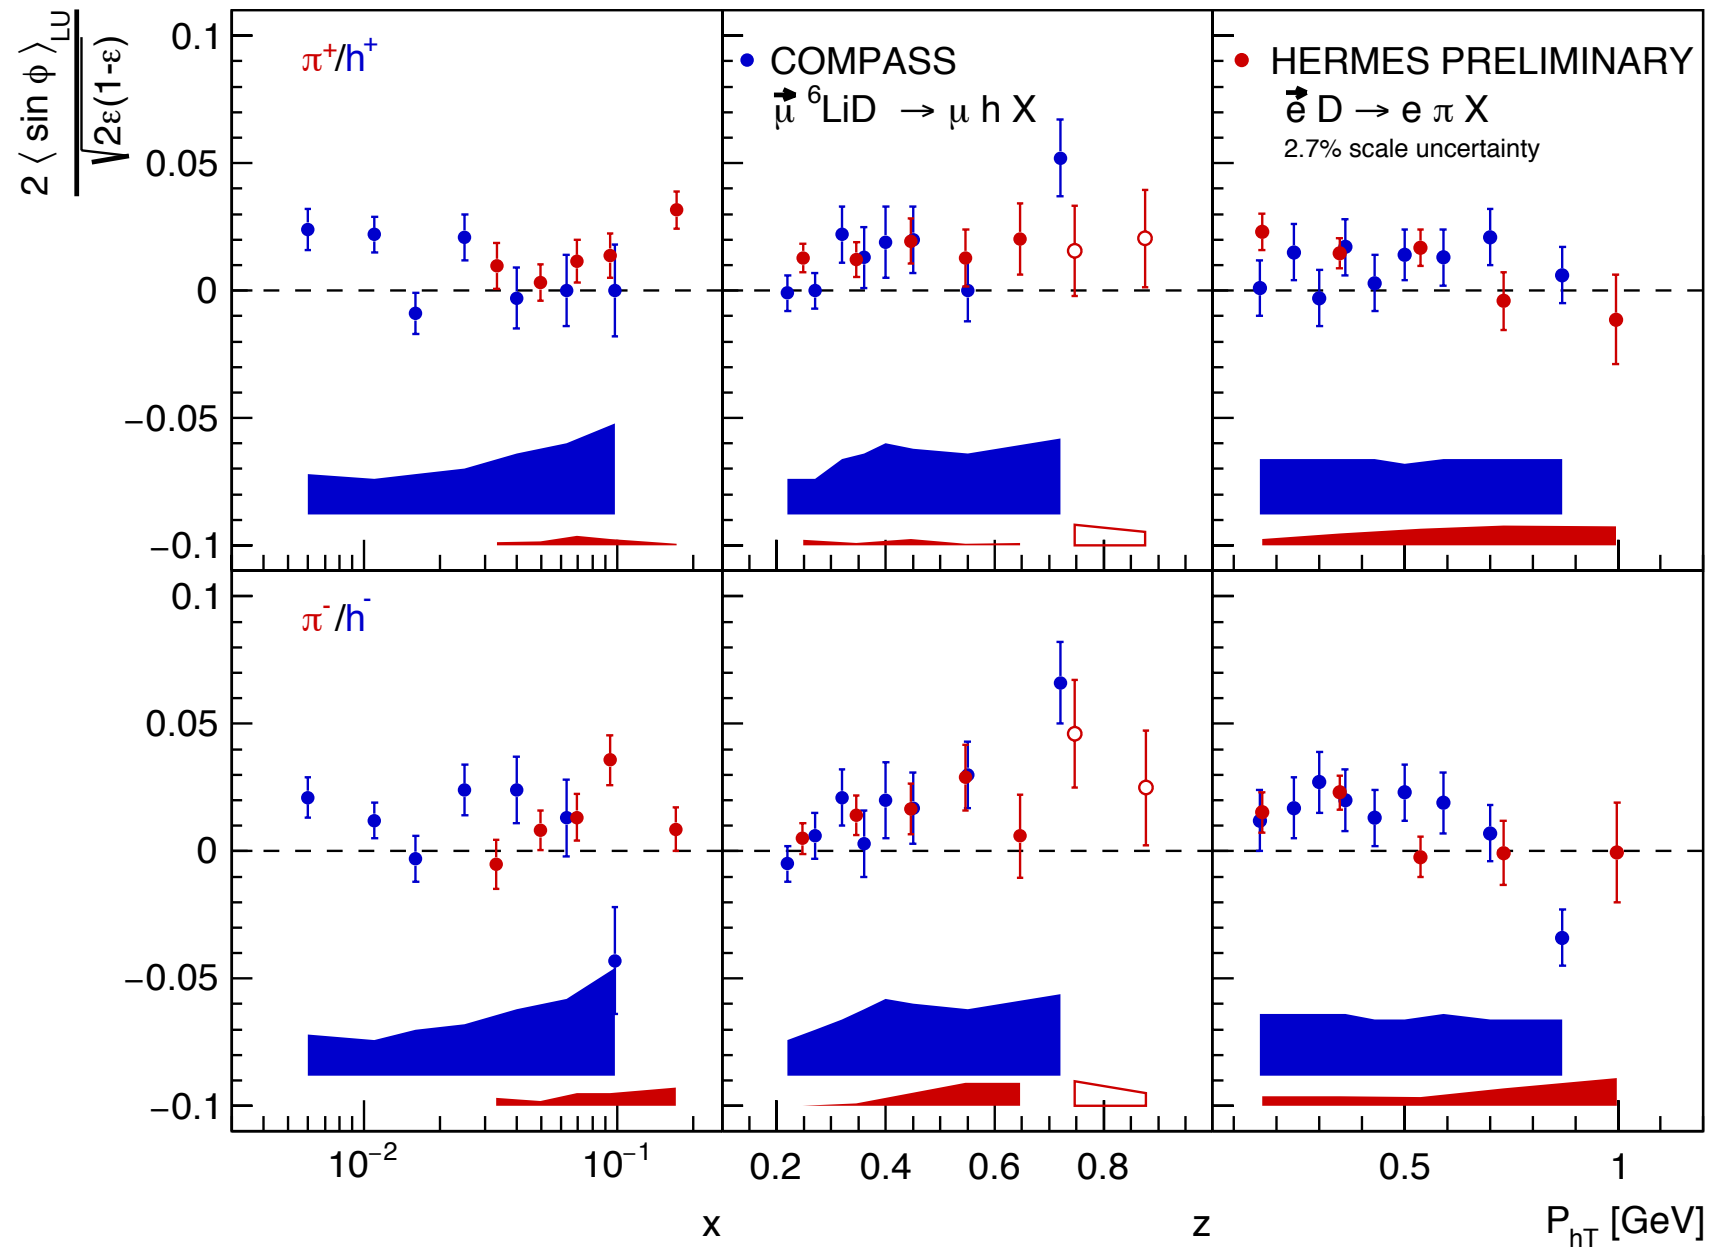 2 ⟨ sin ϕ ⟩LU
√2ε(1-ε)
π+/h+
COMPASS
μ 6LiD → μ h X
HERMES PRELIMINARY
e D → e π X
2.7% scale uncertainty
0.1
0.05
0
−0.05
−0.1
π-/h-
0.1
0.05
0
−0.05
−0.1
10−2 10−1 0.2 0.4 0.6 0.8 0.5 1
x z PhT [GeV]